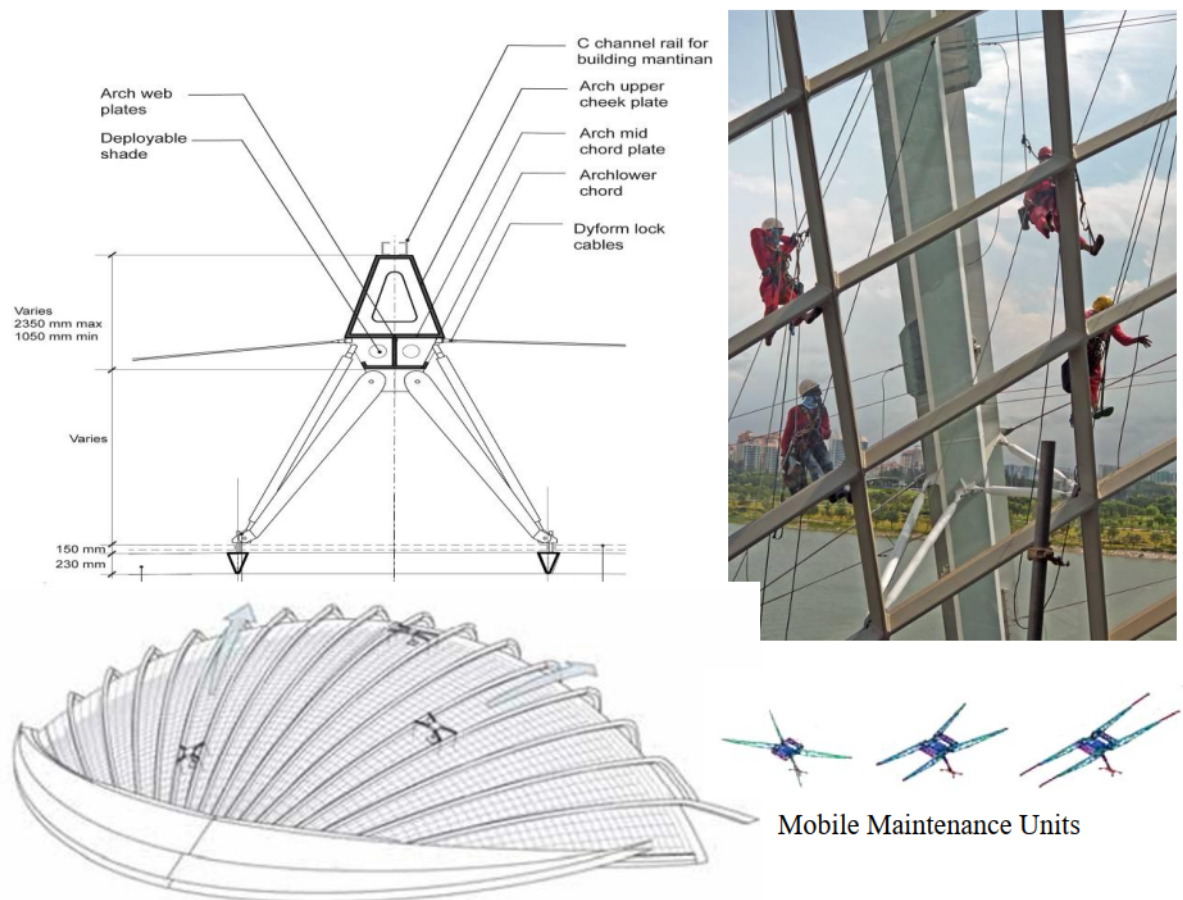 C channel rail for
building mantinan
Arch web
plates
Arch upper
cheek plate
Deployable
shade
Arch mid
chord plate
Archlower
chord
Dyform lock
cables
Varies
2350 mm max
1050 mm min
Varies
150 mm
230 mm
Mobile Maintenance Units